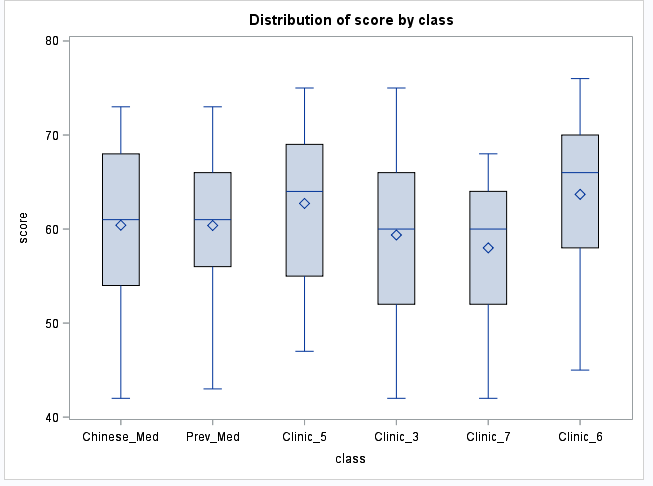 Distribution of score by class
80
70
60
50
40
score
Chinese_Med Prev_Med Clinic_5 Clinic_3 Clinic_7 Clinic_6
class